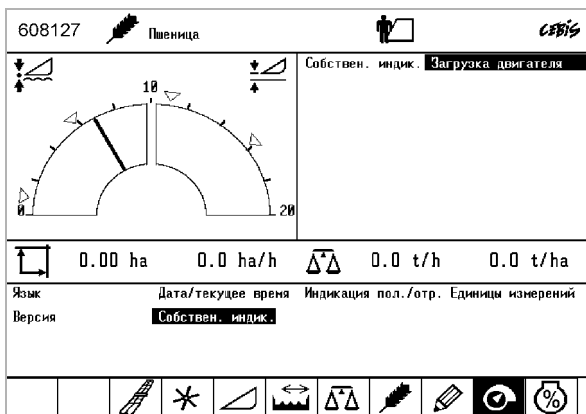 608127
Пшеница
CEBIS
Собствен. индик. Загрузка двигателя
10
0
20
0.00 ha 0.0 ha/h 0.0 t/h 0.0 t/ha
Язык Дата/текущее время Индикация пол./отр. Единицы измерений
Версия Собствен. индик.
%